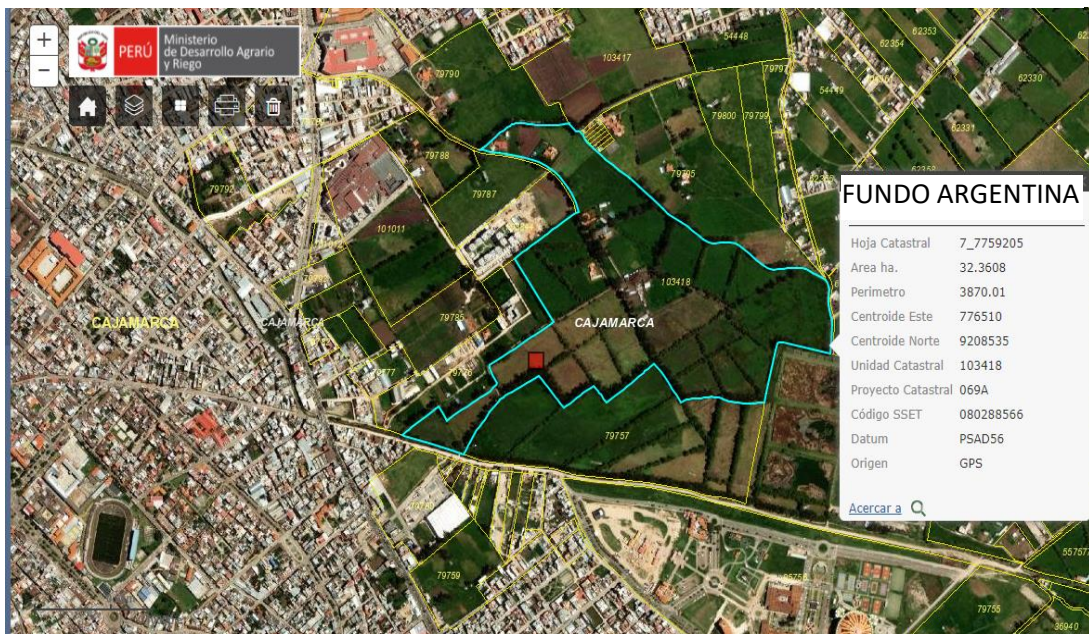 +
−
PERÚ
Ministerio
de Desarrollo Agrario
y Riego
54448
62353
62354
103417
79790
62330
54449
79800
79799
62331
79788
79792
79787
79795
101011
103418
CAJAMARCA
CAJAMARCA
CAJAMARCA
79785
79757
79759
79755
36940
FUNDO ARGENTINA
Hoja Catastral 7_7759205
Area ha. 32.3608
Perimetro 3870.01
Centroide Este 776510
Centroide Norte 9208535
Unidad Catastral 103418
Proyecto Catastral 069A
Código SSET 080288566
Datum PSAD56
Origen GPS
Acercar a